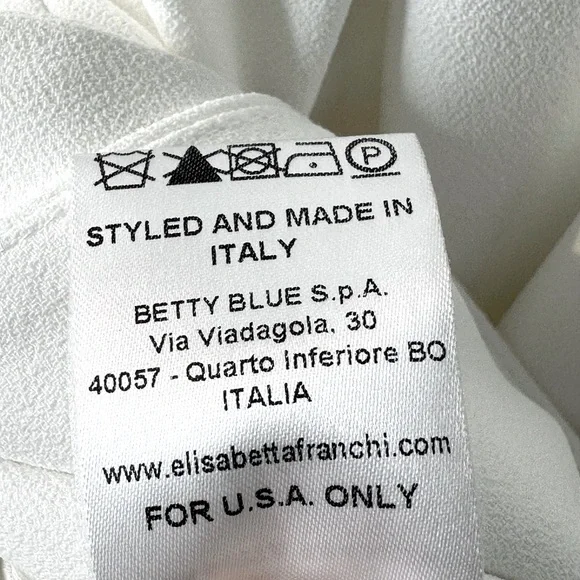 P
STYLED AND MADE IN
ITALY
BETTY BLUE S.p.A.
Via Viadagola, 30
40057 - Quarto Inferiore BO
ITALIA
www.elisabettafranchi.com
FOR U.S.A. ONLY